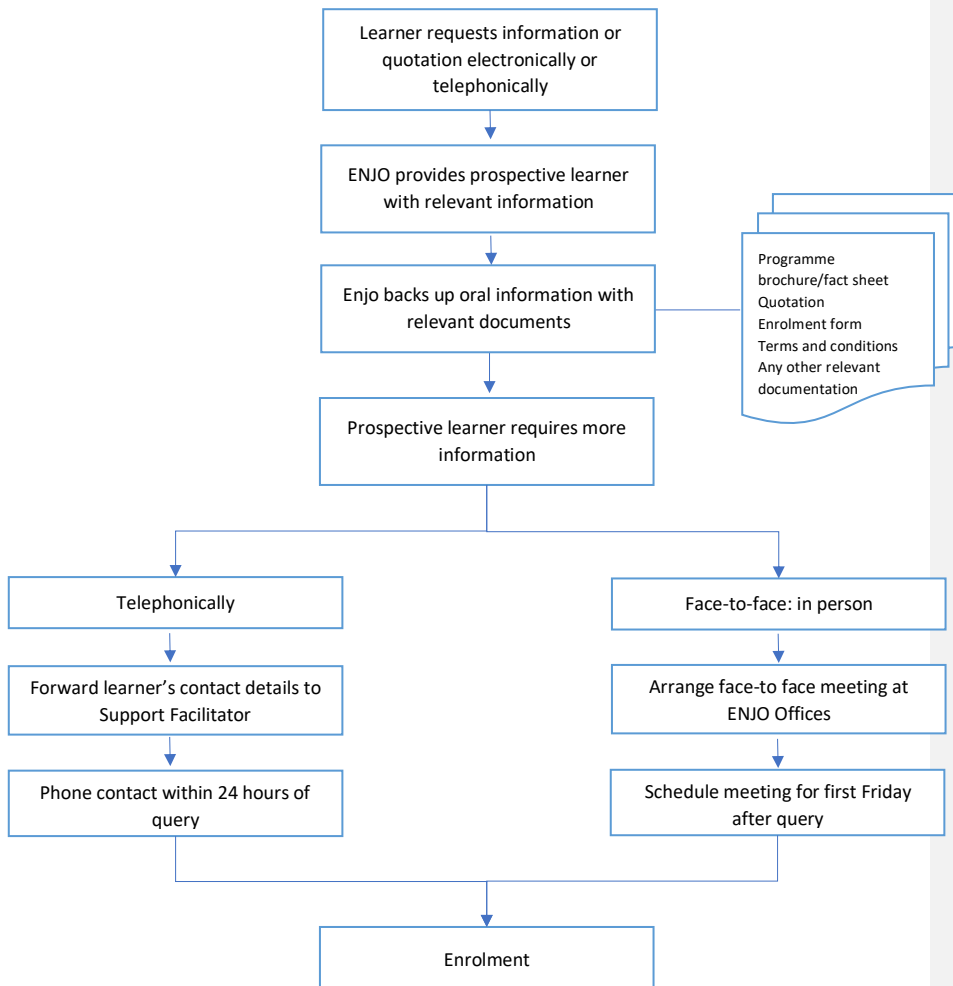 Learner requests information or
quotation electronically or
telephonically
ENJO provides prospective learner
with relevant information
Enjo backs up oral information with
relevant documents
Programme
brochure/fact sheet
Quotation
Enrolment form
Terms and conditions
Any other relevant
documentation
Prospective learner requires more
information
Telephonically
Face-to-face: in person
Forward learner’s contact details to
Support Facilitator
Arrange face-to face meeting at
ENJO Offices
Phone contact within 24 hours of
query
Schedule meeting for first Friday
after query
Enrolment